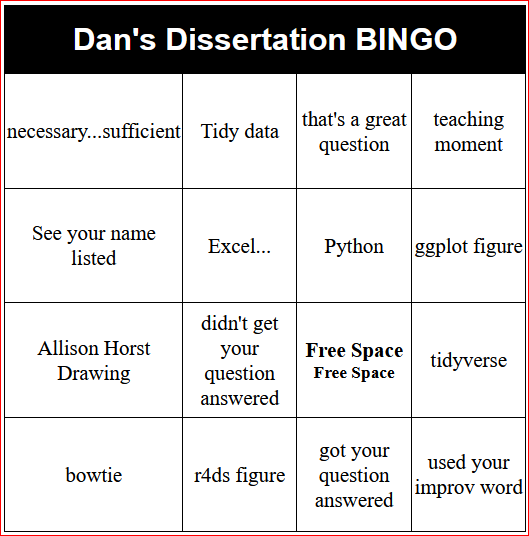 Dan's Dissertation BINGO
necessary...sufficient
Tidy data
that's a great
question
teaching
moment
See your name
listed
Excel...
Python
ggplot figure
Allison Horst
Drawing
didn't get
your
question
answered
Free Space
Free Space
tidyverse
bowtie
r4ds figure
got your
question
answered
used your
improv word